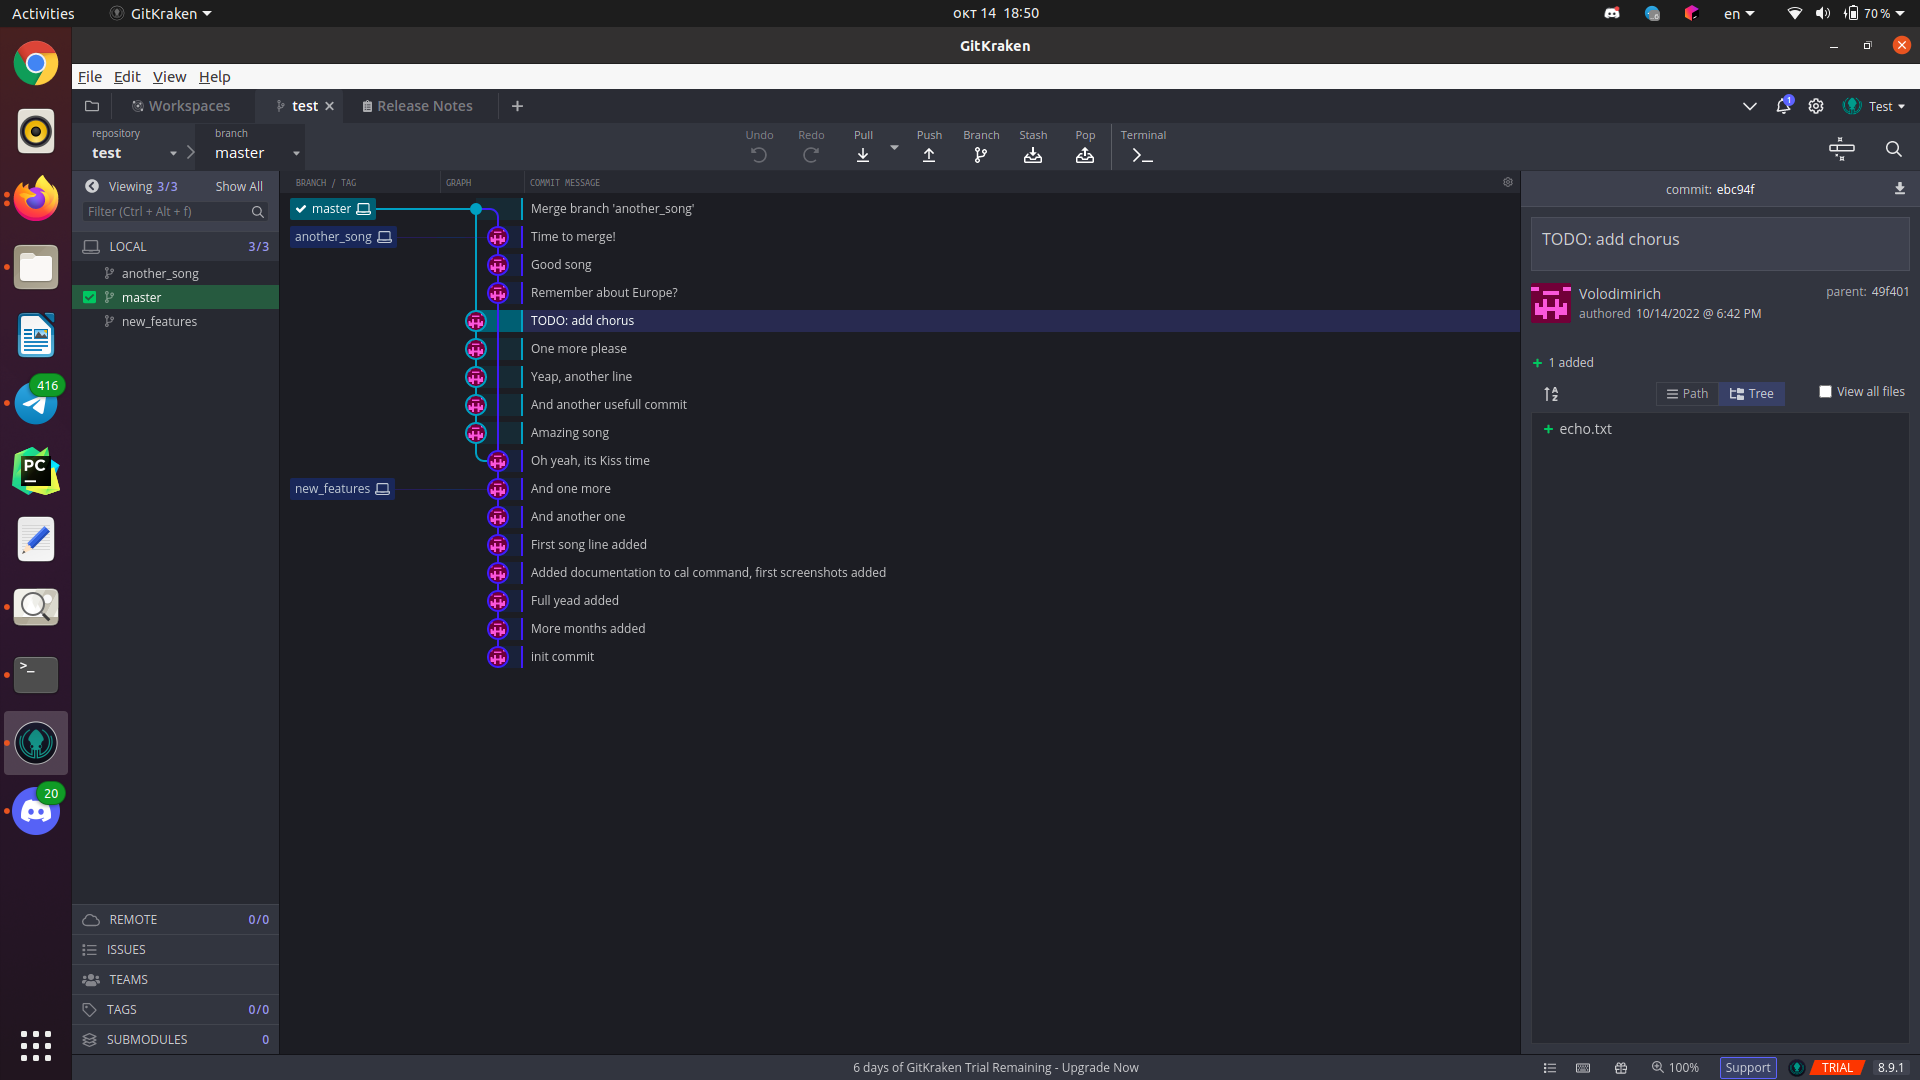 Activities GitKraken окт 14 18:50 en 70 %
GitKraken
File Edit View Help
Workspaces test Release Notes 1 Test
repository branch Undo Redo Pull Push Branch Stash Pop Terminal
test master
Viewing 3/3 Show All BRANCH / TAG GRAPH COMMIT MESSAGE commit: ebc94f
Filter (Ctrl + Alt + f) master Merge branch 'another_song'
another_song Time to merge! TODO: add chorus
LOCAL 3/3
another_song Good song
master Remember about Europe? Volodimirich parent: 49f401
new_features TODO: add chorus authored 10/14/2022 @ 6:42 PM
One more please
1 added
Yeap, another line
416 And another usefull commit Path Tree View all files
Amazing song echo.txt
Oh yeah, its Kiss time
PC
new_features And one more
And another one
First song line added
Added documentation to cal command, first screenshots added
Full yead added
More months added
init commit
>_
20
REMOTE 0/0
ISSUES
TEAMS
TAGS 0/0
SUBMODULES 0
6 days of GitKraken Trial Remaining - Upgrade Now 100% Support TRIAL 8.9.1